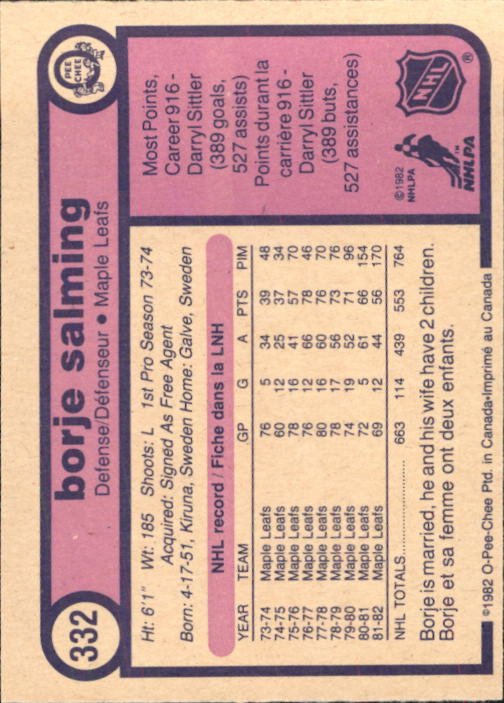 332
borje salming
Defense/Défenseur • Maple Leafs
O PEE CHEE
Ht: 6'1" Wt: 185 Shoots: L 1st Pro Season 73-74
Acquired: Signed As Free Agent
Born: 4-17-51, Kiruna, Sweden Home: Galve, Sweden
NHL record / Fiche dans la LNH
YEAR TEAM GP G A PTS PIM
73-74 Maple Leafs 76 5 34 39 48
74-75 Maple Leafs 60 12 25 37 34
75-76 Maple Leafs 78 16 41 57 70
76-77 Maple Leafs 76 12 66 78 46
77-78 Maple Leafs 80 16 60 76 70
78-79 Maple Leafs 78 17 56 73 76
79-80 Maple Leafs 74 19 52 71 96
80-81 Maple Leafs 72 5 61 66 154
81-82 Maple Leafs 69 12 44 56 170
NHL TOTALS.................. 663 114 439 553 764
Borje is married, he and his wife have 2 children.
Borje et sa femme ont deux enfants.
Most Points,
Career 916 -
Darryl Sittler
(389 goals,
527 assists)
Points durant la
carrière 916 -
Darryl Sittler
(389 buts,
527 assistances)
©1982
NHLPA
NHLPA™
NHL ®
©1982 O-Pee-Chee Ptd. in Canada-Imprimé au Canada